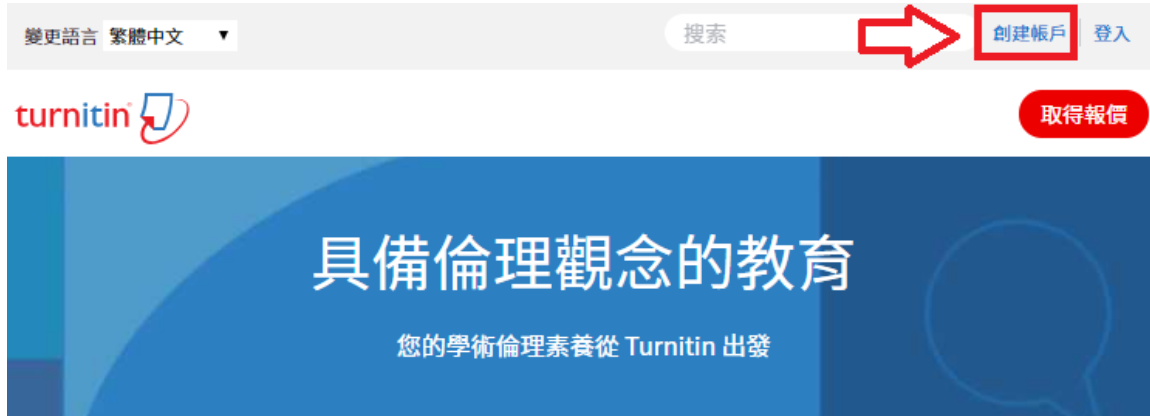 變更語言 繁體中文 搜索 創建帳戶 登入
turnitin 取得報價
具備倫理觀念的教育
您的學術倫理素養從 Turnitin 出發